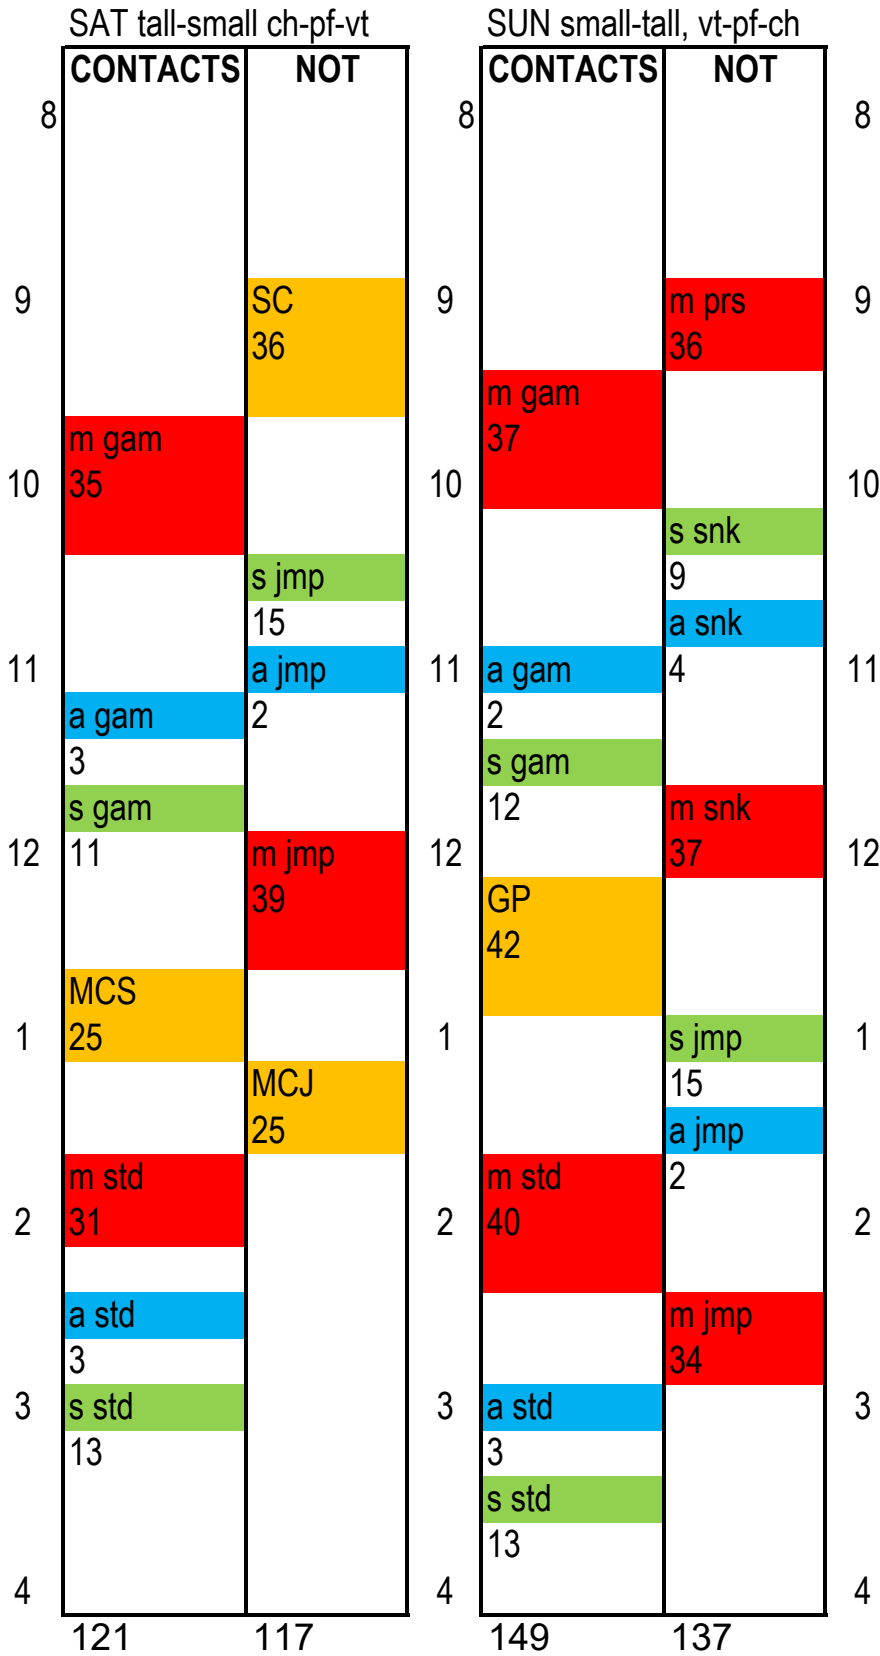 SAT tall-small ch-pf-vt SUN small-tall, vt-pf-ch
CONTACTS NOT CONTACTS NOT
8 8 8
9 SC 9 m prs 9
36 36
m gam
m gam 37
10 35 10 10
s snk
s jmp 9
15 a snk
11 a jmp 11 a gam 4 11
a gam 2 2
3 s gam
s gam 12 m snk
12 11 m jmp 12 37 12
39 GP
42
MCS
1 25 1 s jmp 1
MCJ 15
25 a jmp
m std m std 2
2 31 2 40 2
a std m jmp
3 34
3 s std 3 a std 3
13 3
s std
13
4 4 4
121 117 149 137